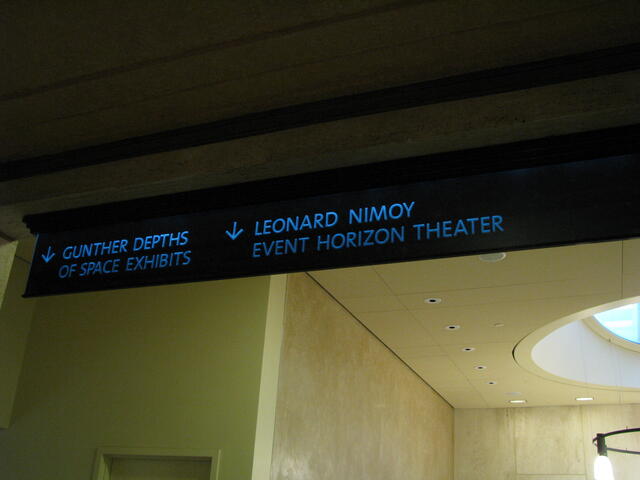 ↓ GUNTHER DEPTHS
OF SPACE EXHIBITS
↓ LEONARD NIMOY
EVENT HORIZON THEATER